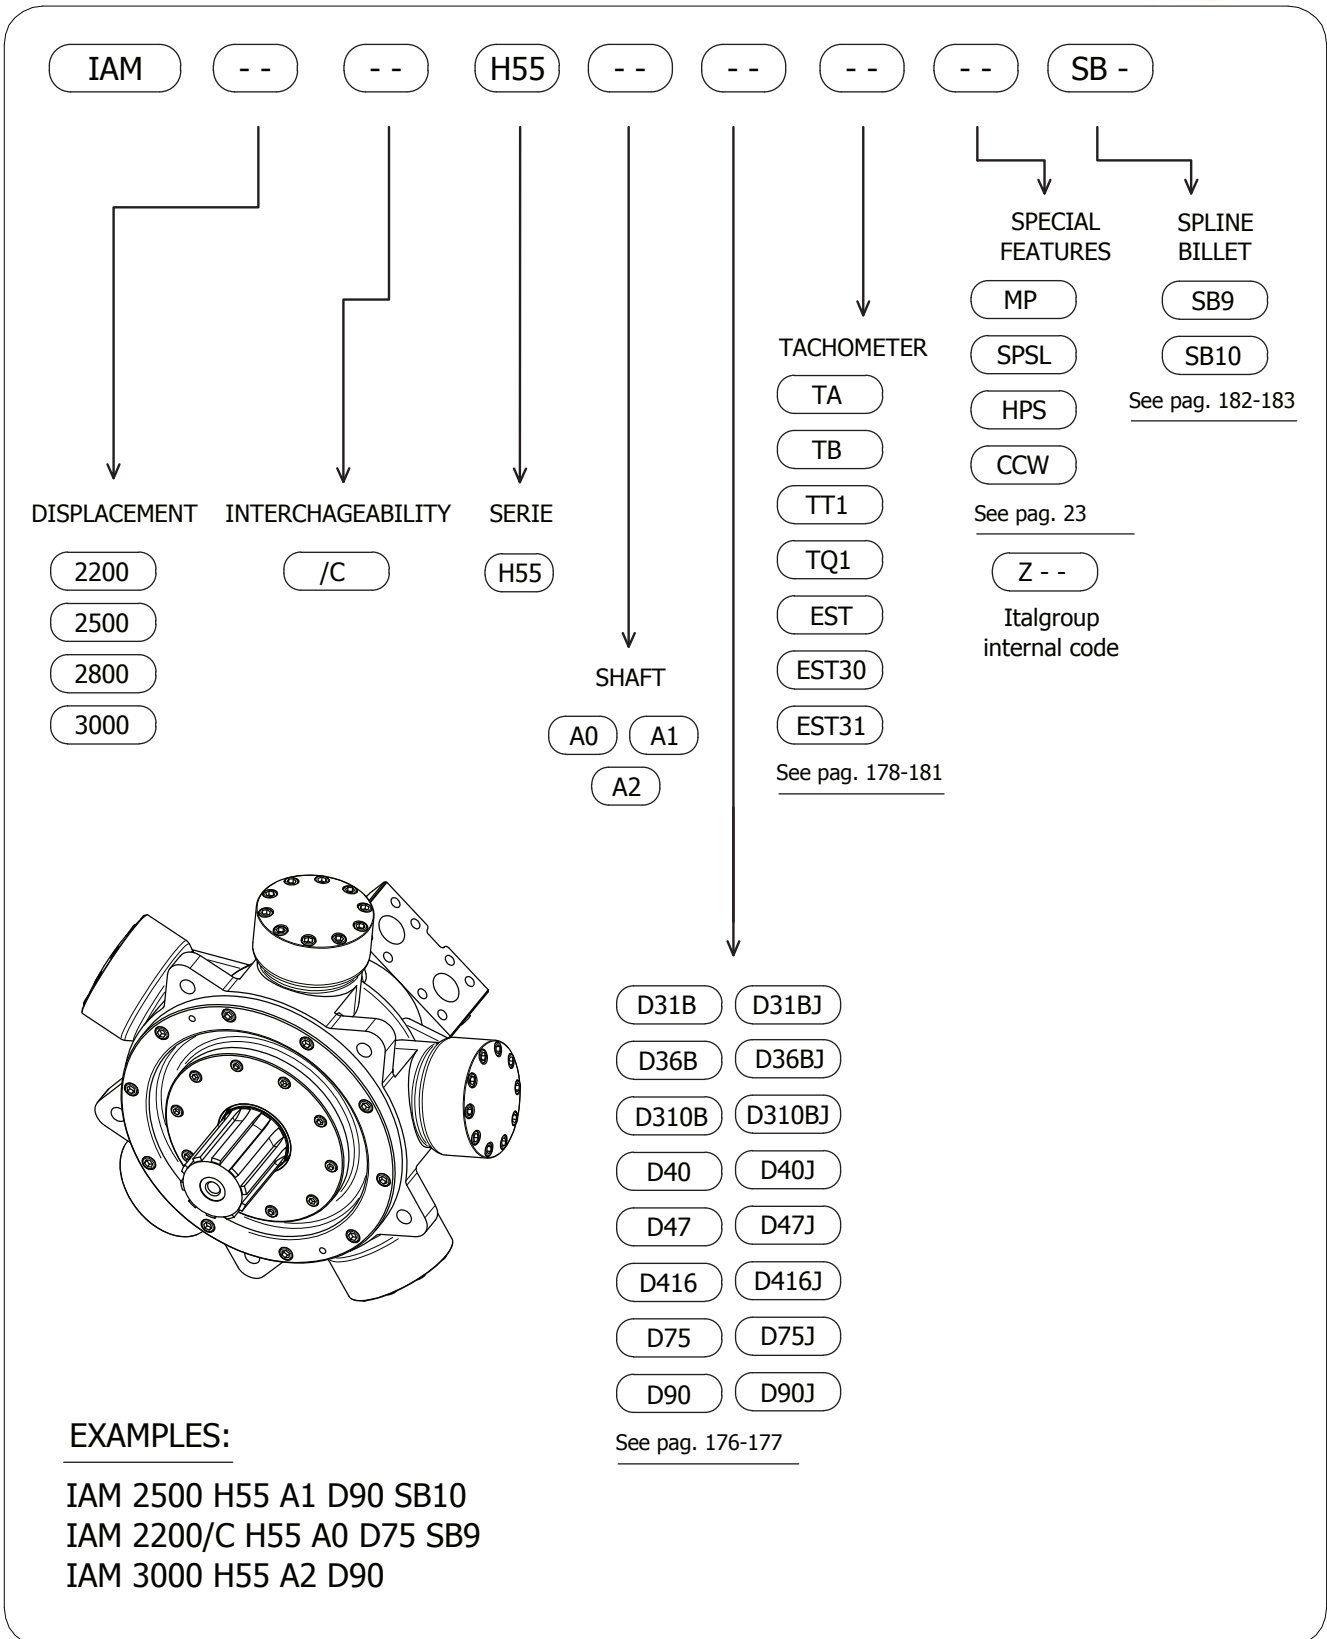 IAM -- -- H55 -- -- -- -- SB -
SPECIAL
FEATURES
MP
SPSL
HPS
CCW
See pag. 23
Z --
Italgroup
internal code
SPLINE
BILLET
SB9
SB10
See pag. 182-183
TACHOMETER
TA
TB
TT1
TQ1
EST
EST30
EST31
See pag. 178-181
DISPLACEMENT
2200
2500
2800
3000
INTERCHAGEABILITY
/C
SERIE
H55
SHAFT
A0 A1
A2
D31B D31BJ
D36B D36BJ
D310B D310BJ
D40 D40J
D47 D47J
D416 D416J
D75 D75J
D90 D90J
See pag. 176-177
EXAMPLES:
IAM 2500 H55 A1 D90 SB10
IAM 2200/C H55 A0 D75 SB9
IAM 3000 H55 A2 D90